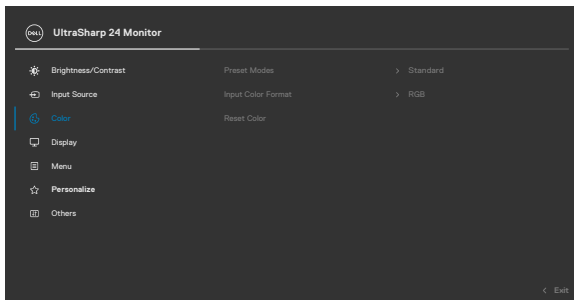 DELL UltraSharp 24 Monitor
Brightness/Contrast Preset Modes > Standard
Input Source Input Color Format > RGB
Color Reset Color
Display
Menu
Personalize
Others
< Exit